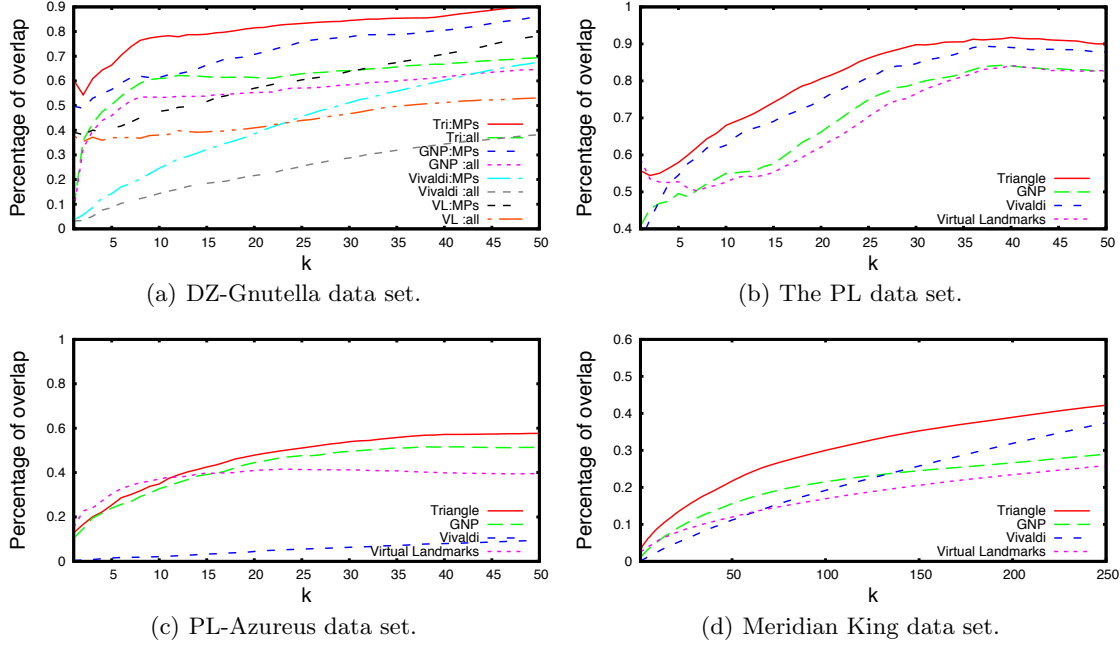 Percentage of overlap
0.9
0.8
0.7
0.6
0.5
0.4
0.3
0.2
0.1
0
5 10 15 20 25 30 35 40 45 50
k
Tri:MPs
Tri:all
GNP:MPs
GNP :all
Vivaldi:MPs
Vivaldi :all
VL:MPs
VL :all
(a) DZ-Gnutella data set.
Percentage of overlap
1
0.9
0.8
0.7
0.6
0.5
0.4
5 10 15 20 25 30 35 40 45 50
k
Triangle
GNP
Vivaldi
Virtual Landmarks
(b) The PL data set.
Percentage of overlap
1
0.8
0.6
0.4
0.2
0
5 10 15 20 25 30 35 40 45 50
k
Triangle
GNP
Vivaldi
Virtual Landmarks
(c) PL-Azureus data set.
Percentage of overlap
0.6
0.5
0.4
0.3
0.2
0.1
0
50 100 150 200 250
k
Triangle
GNP
Vivaldi
Virtual Landmarks
(d) Meridian King data set.